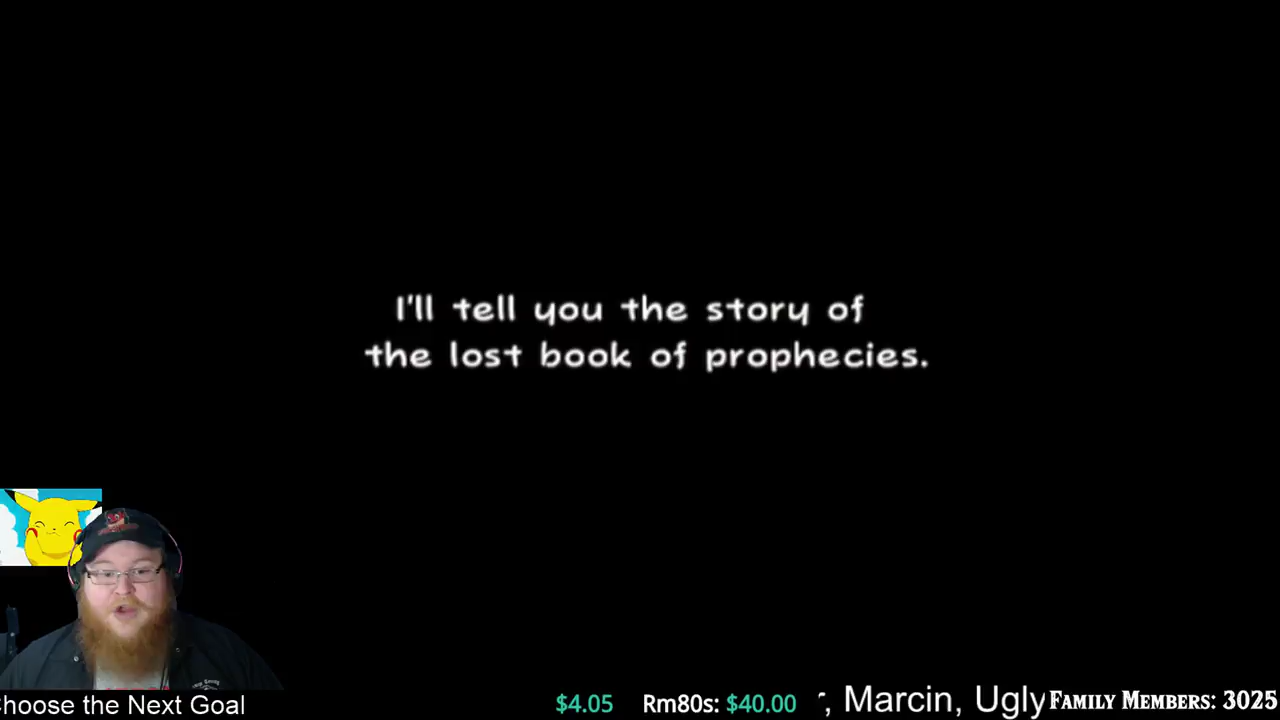 I'll tell you the story of
the lost book of prophecies.
Choose the Next Goal
$4.05
Rm80s: $40.00
, Marcin, Ugly
Family Members: 3025